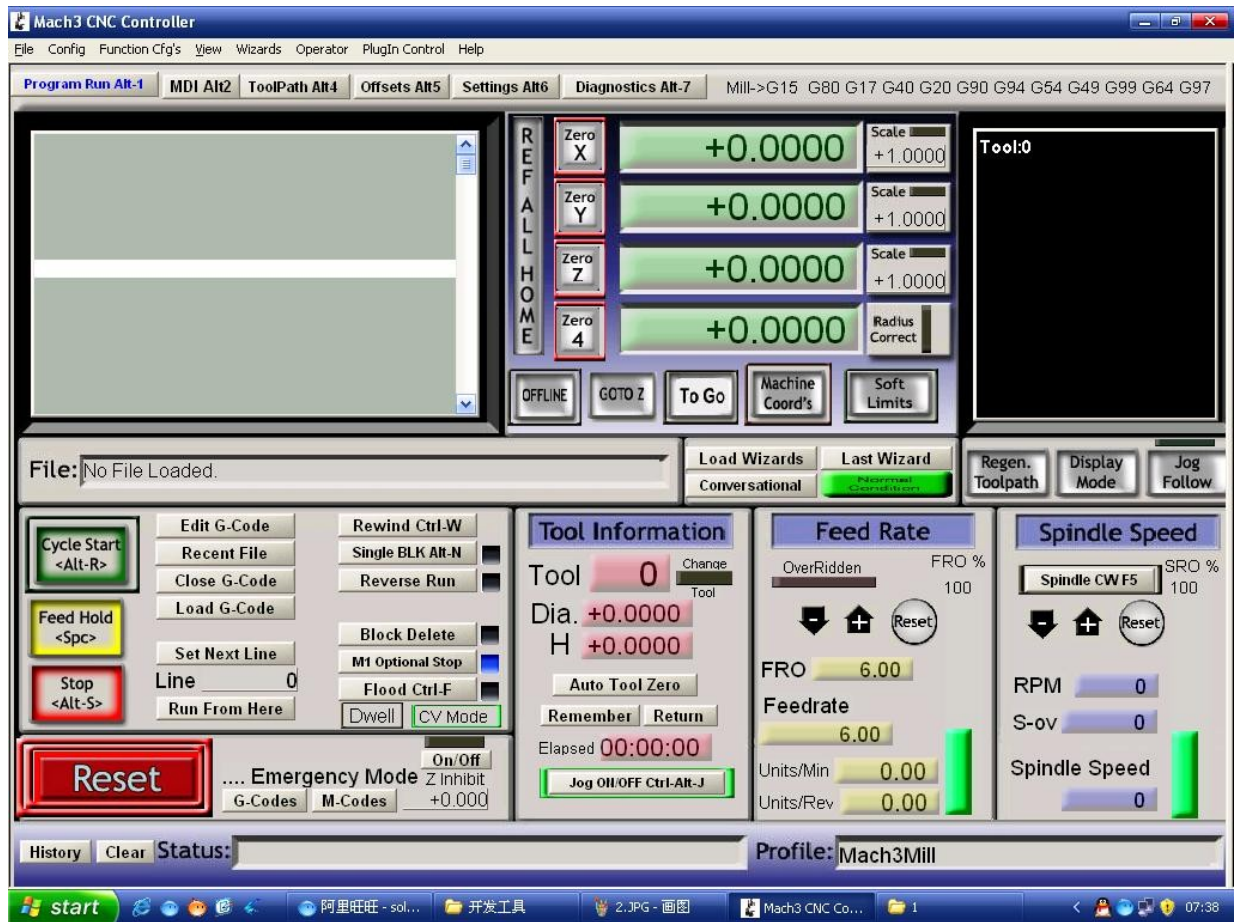 Mach3 CNC Controller
File Config Function Cfg's View Wizards Operator PlugIn Control Help
Program Run Alt-1 MDI Alt2 ToolPath Alt4 Offsets Alt5 Settings Alt6 Diagnostics Alt-7 Mill->G15 G80 G17 G40 G20 G90 G94 G54 G49 G99 G64 G97
REF ALL HOME
Zero X +0.0000 Scale +1.0000
Zero Y +0.0000 Scale +1.0000
Zero Z +0.0000 Scale +1.0000
Zero 4 +0.0000 Radius Correct
Tool:0
OFFLINE GOTO Z To Go Machine Coord's Soft Limits
File: No File Loaded.
Load Wizards Last Wizard
Conversational Normal Condition
Regen. Toolpath Display Mode Jog Follow
Cycle Start <Alt-R>
Feed Hold <Spc>
Stop <Alt-S>
Edit G-Code
Recent File
Close G-Code
Load G-Code
Set Next Line
Line 0
Run From Here
Rewind Ctrl-W
Single BLK Alt-N
Reverse Run
Block Delete
M1 Optional Stop
Flood Ctrl-F
Dwell CV Mode
Reset
.... Emergency Mode
G-Codes M-Codes
On/Off
Z Inhibit
+0.000
Tool Information
Tool 0 Change Tool
Dia. +0.0000
H +0.0000
Auto Tool Zero
Remember Return
Elapsed 00:00:00
Jog ON/OFF Ctrl-Alt-J
Feed Rate
OverRidden FRO %
100
Reset
FRO 6.00
Feedrate
6.00
Units/Min 0.00
Units/Rev 0.00
Spindle Speed
Spindle CW F5 SRO %
100
Reset
RPM 0
S-ov 0
Spindle Speed
0
History Clear Status:
Profile: Mach3Mill
start 阿里旺旺 - sol... 开发工具 2.JPG - 画图 Mach3 CNC Co... 1 07:38